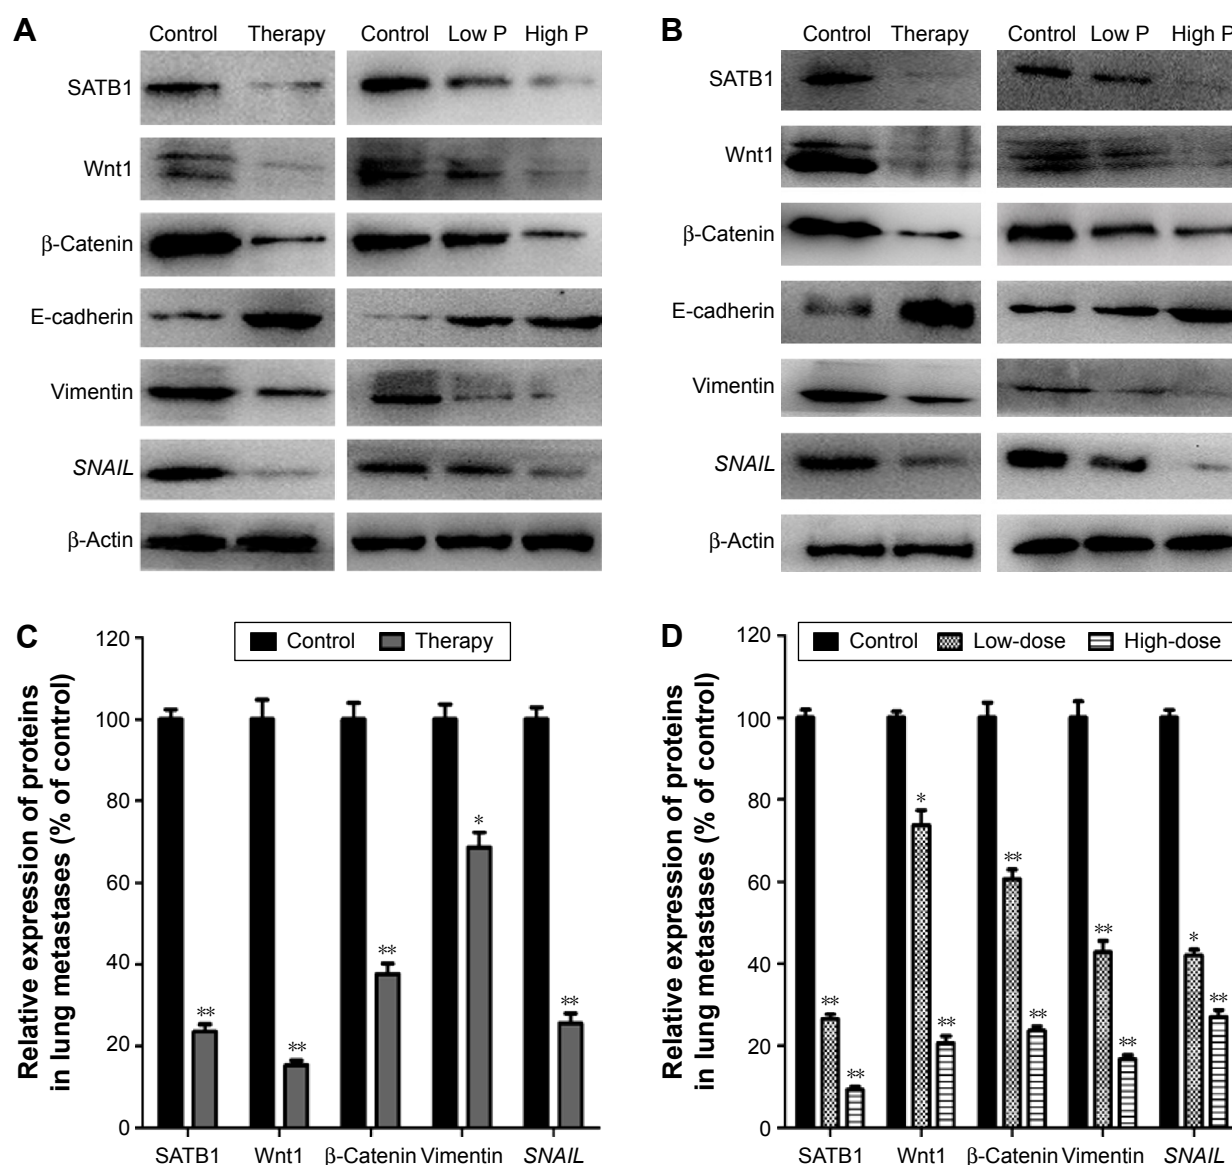 A
Control Therapy Control Low P High P
SATB1
Wnt1
β-Catenin
E-cadherin
Vimentin
SNAIL
β-Actin
B
Control Therapy Control Low P High P
SATB1
Wnt1
β-Catenin
E-cadherin
Vimentin
SNAIL
β-Actin
C
Control Therapy
Relative expression of proteins
in lung metastases (% of control)
120
100
80
60
40
20
0
** ** ** * **
SATB1 Wnt1 β-Catenin Vimentin SNAIL
D
Control Low-dose High-dose
Relative expression of proteins
in lung metastases (% of control)
120
100
80
60
40
20
0
** ** * ** ** ** ** ** * **
SATB1 Wnt1 β-Catenin Vimentin SNAIL